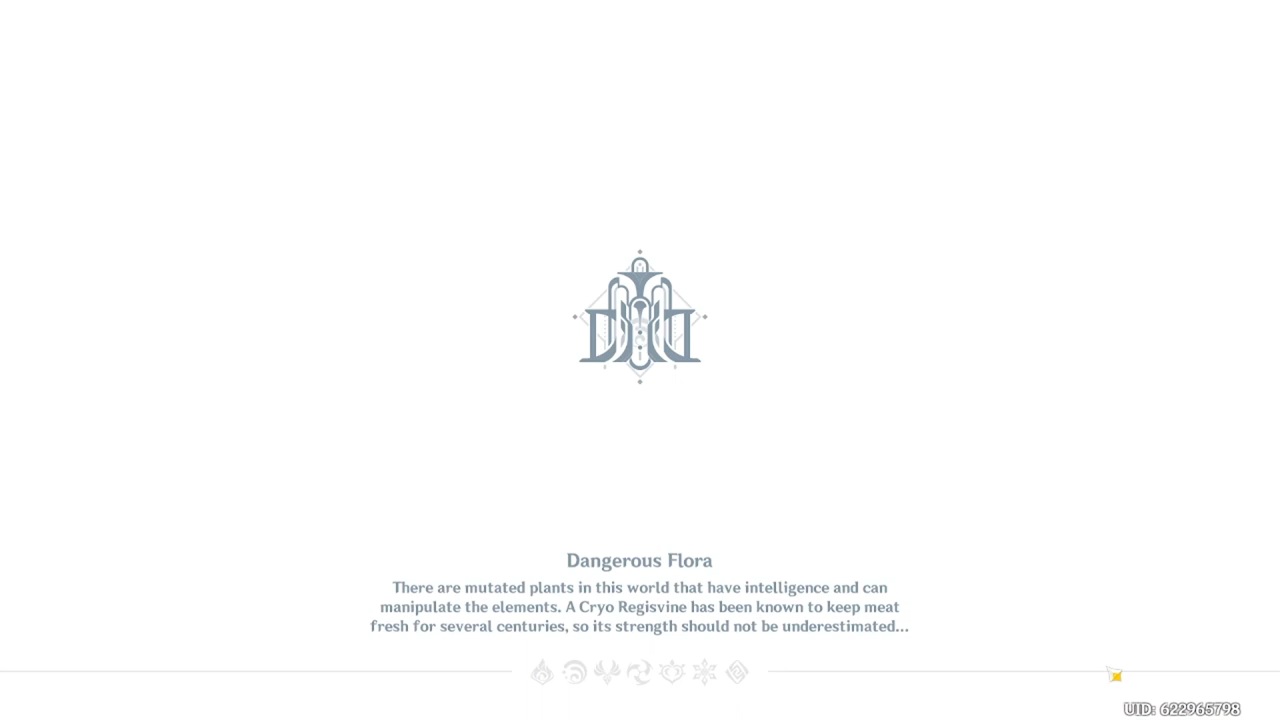 Dangerous Flora
There are mutated plants in this world that have intelligence and can
manipulate the elements. A Cryo Regisvine has been known to keep meat
fresh for several centuries, so its strength should not be underestimated...
UID: 622965798